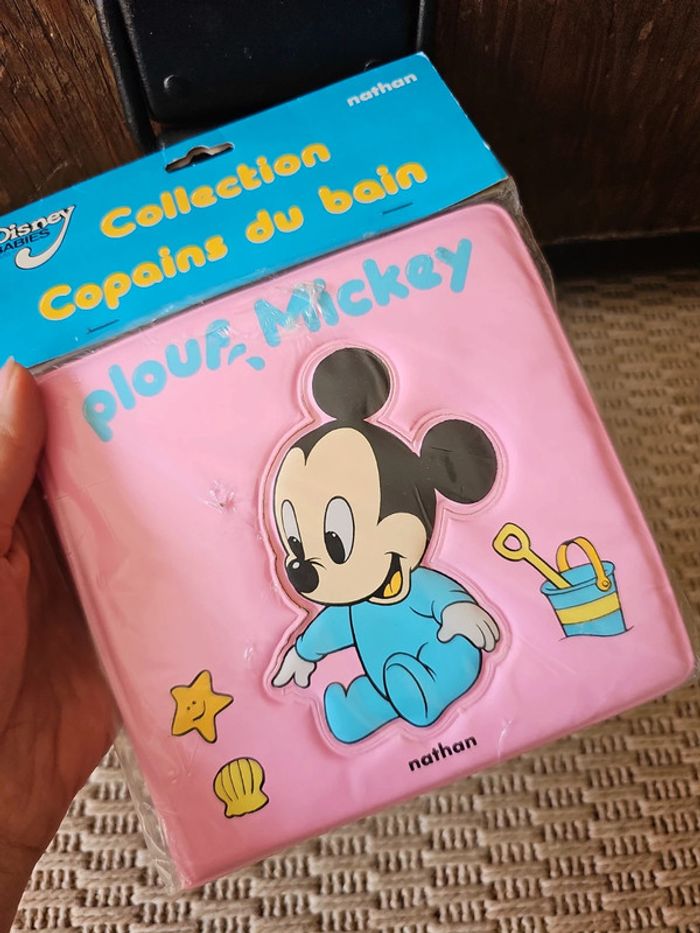 nathan
Disney
BABIES
Collection
Copains du bain
plouf, Mickey
nathan